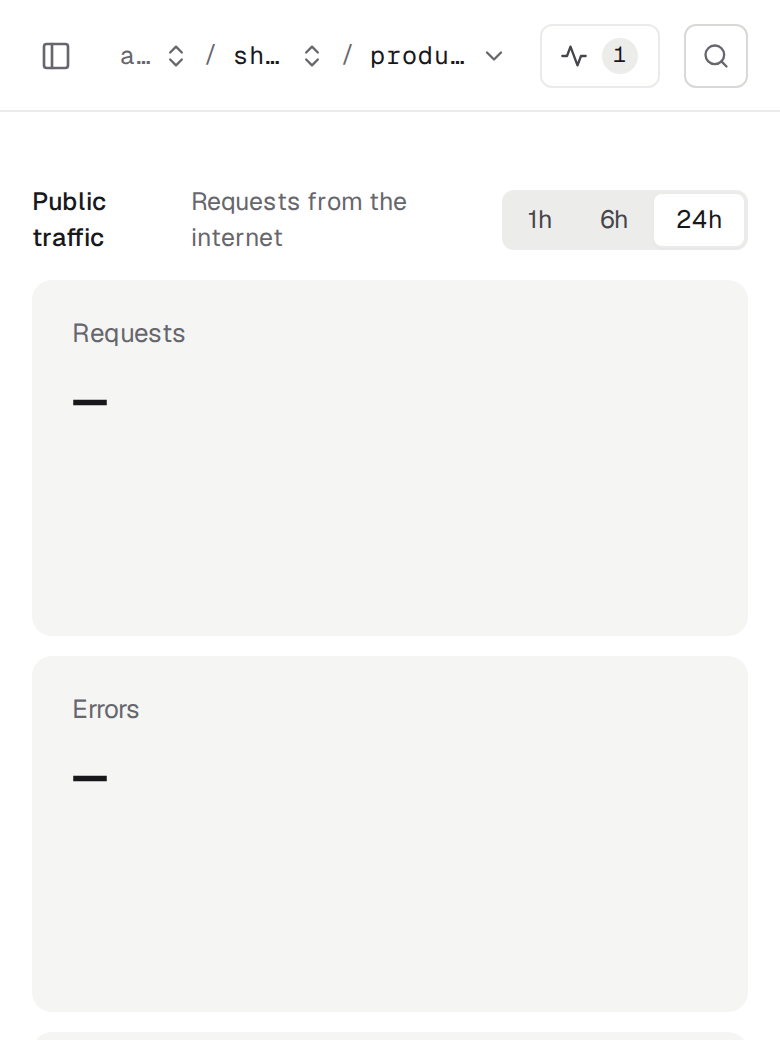 a… / sh… / produ… 1
Public traffic
Requests from the internet
1h 6h 24h
Requests
—
Errors
—